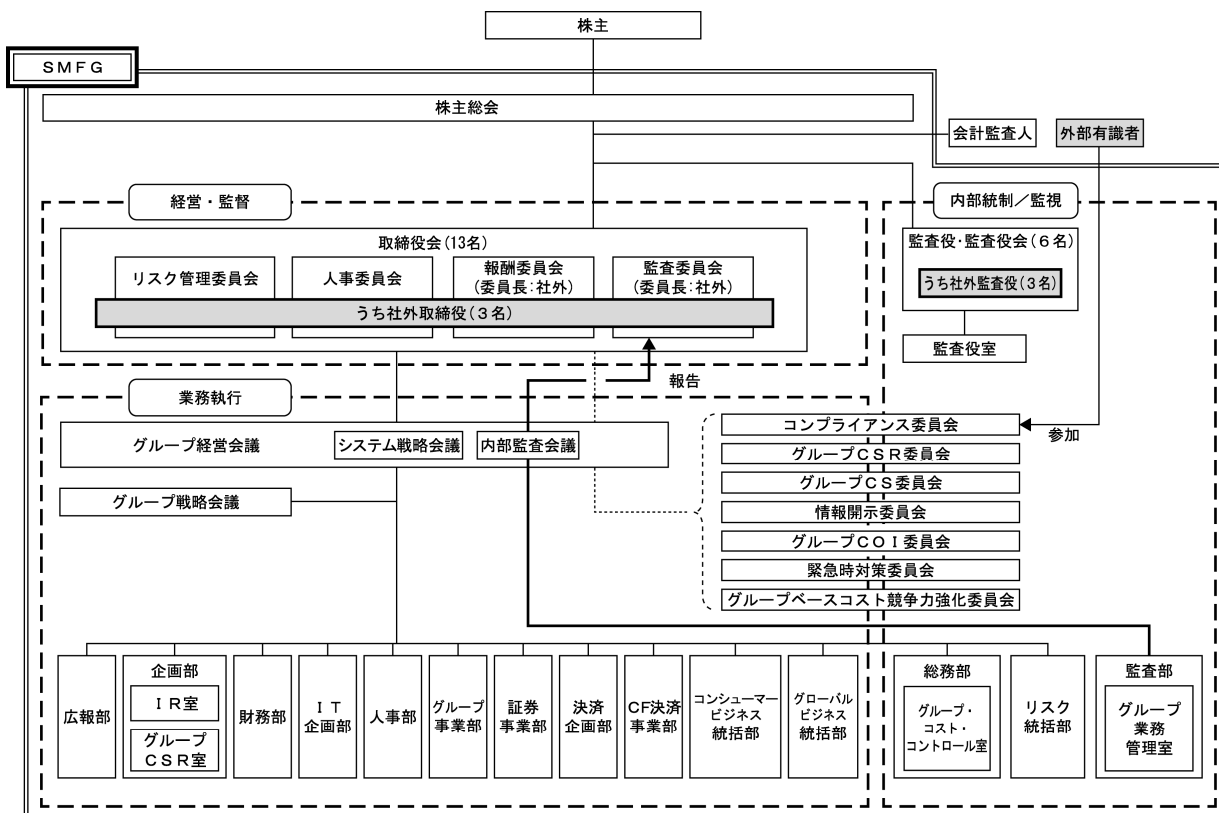 株主
ＳＭＦＧ
株主総会
会計監査人
外部有識者
経営・監督
内部統制／監視
取締役会(13名)
監査役・監査役会(６名)
リスク管理委員会
人事委員会
報酬委員会
(委員長：社外)
監査委員会
(委員長：社外)
うち社外監査役(３名)
うち社外取締役(３名)
監査役室
報告
業務執行
グループ経営会議
システム戦略会議
内部監査会議
コンプライアンス委員会
参加
グループＣＳＲ委員会
グループＣＳ委員会
グループ戦略会議
情報開示委員会
グループＣＯＩ委員会
緊急時対策委員会
グループベースコスト競争力強化委員会
広報部
企画部
ＩＲ室
グループ
ＣＳＲ室
財務部
ＩＴ
企画部
人事部
グループ
事業部
証券
事業部
決済
企画部
CF決済
事業部
コンシューマー
ビジネス
統括部
グローバル
ビジネス
統括部
総務部
グループ・
コスト・
コントロール室
リスク
統括部
監査部
グループ
業務
管理室